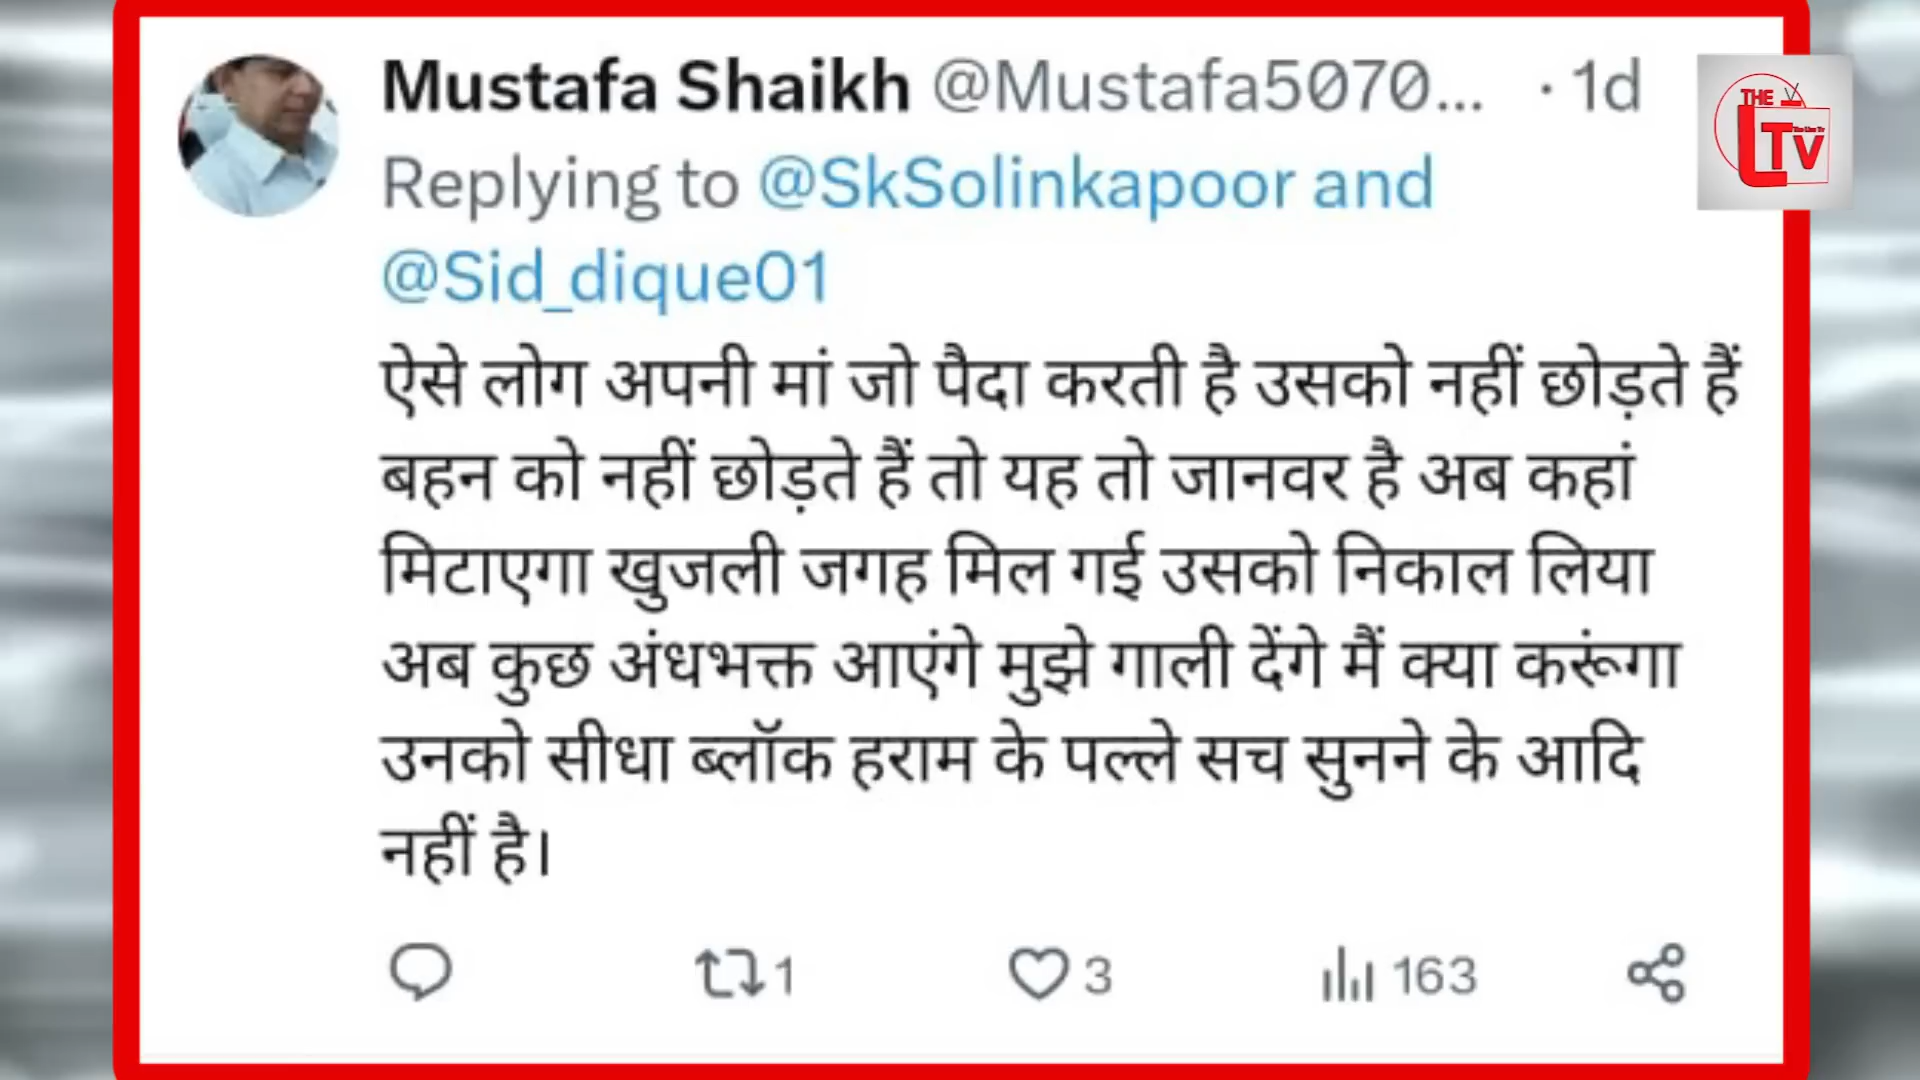 Mustafa Shaikh @Mustafa5070... · 1d
Replying to @SkSolinkapoor and
@Sid_dique01
ऐसे लोग अपनी मां जो पैदा करती है उसको नहीं छोड़ते हैं
बहन को नहीं छोड़ते हैं तो यह तो जानवर है अब कहां
मिटाएगा खुजली जगह मिल गई उसको निकाल लिया
अब कुछ अंधभक्त आएंगे मुझे गाली देंगे मैं क्या करूंगा
उनको सीधा ब्लॉक हराम के पल्ले सच सुनने के आदि
नहीं है।
1 3 163
THE
LTV